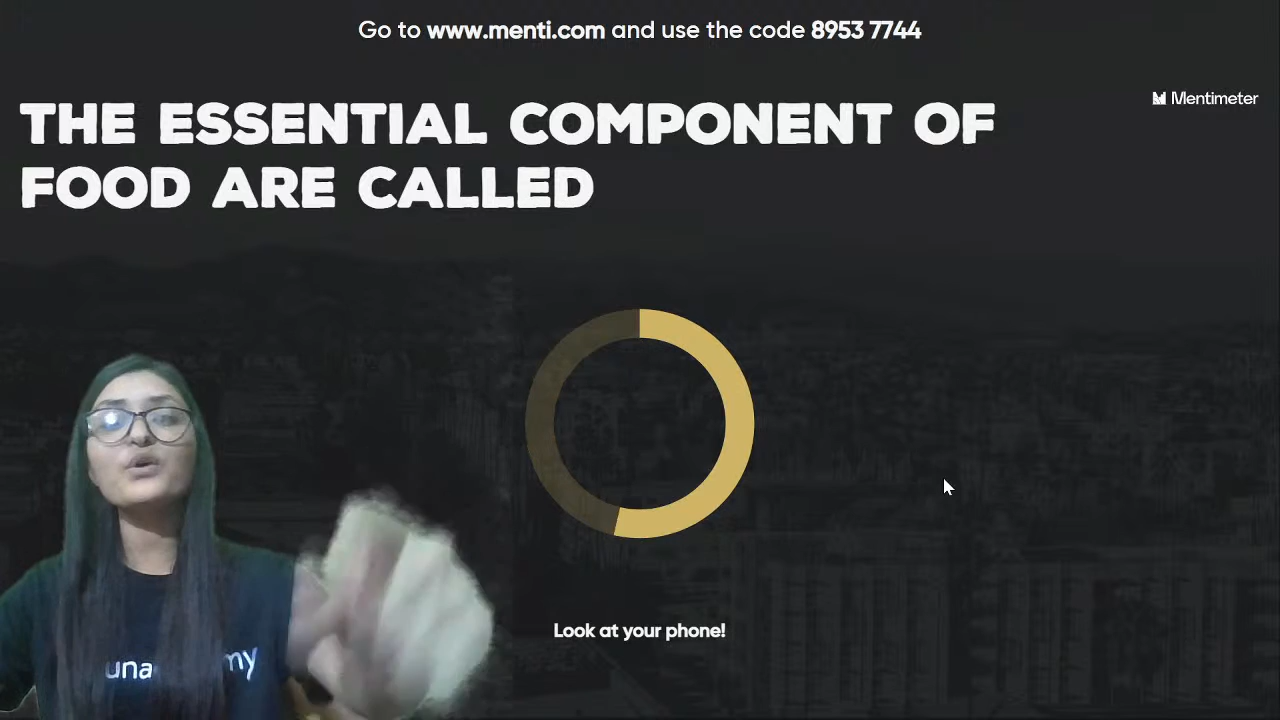 Go to www.menti.com and use the code 8953 7744
Mentimeter
THE ESSENTIAL COMPONENT OF
FOOD ARE CALLED
Look at your phone!